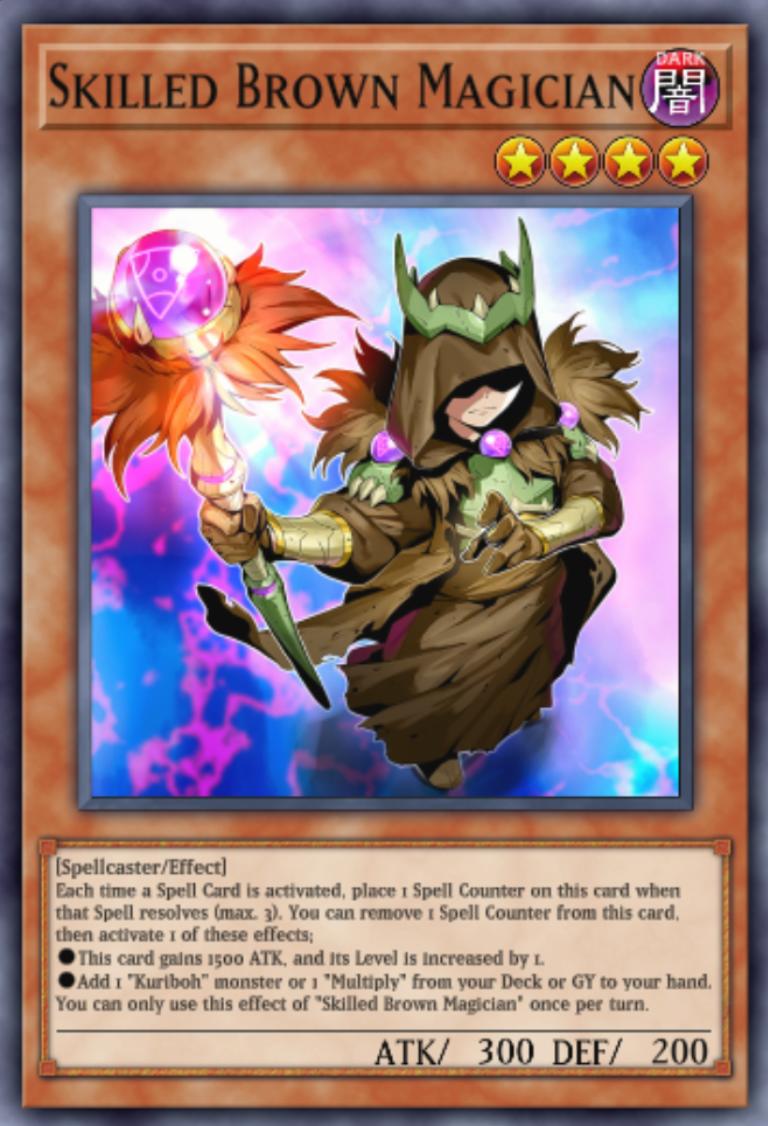 Skilled Brown Magician
DARK
闇
[Spellcaster/Effect]
Each time a Spell Card is activated, place 1 Spell Counter on this card when
that Spell resolves (max. 3). You can remove 1 Spell Counter from this card,
then activate 1 of these effects;
●This card gains 1500 ATK, and its Level is increased by 1.
●Add 1 "Kuriboh" monster or 1 "Multiply" from your Deck or GY to your hand.
You can only use this effect of "Skilled Brown Magician" once per turn.
ATK/ 300 DEF/ 200